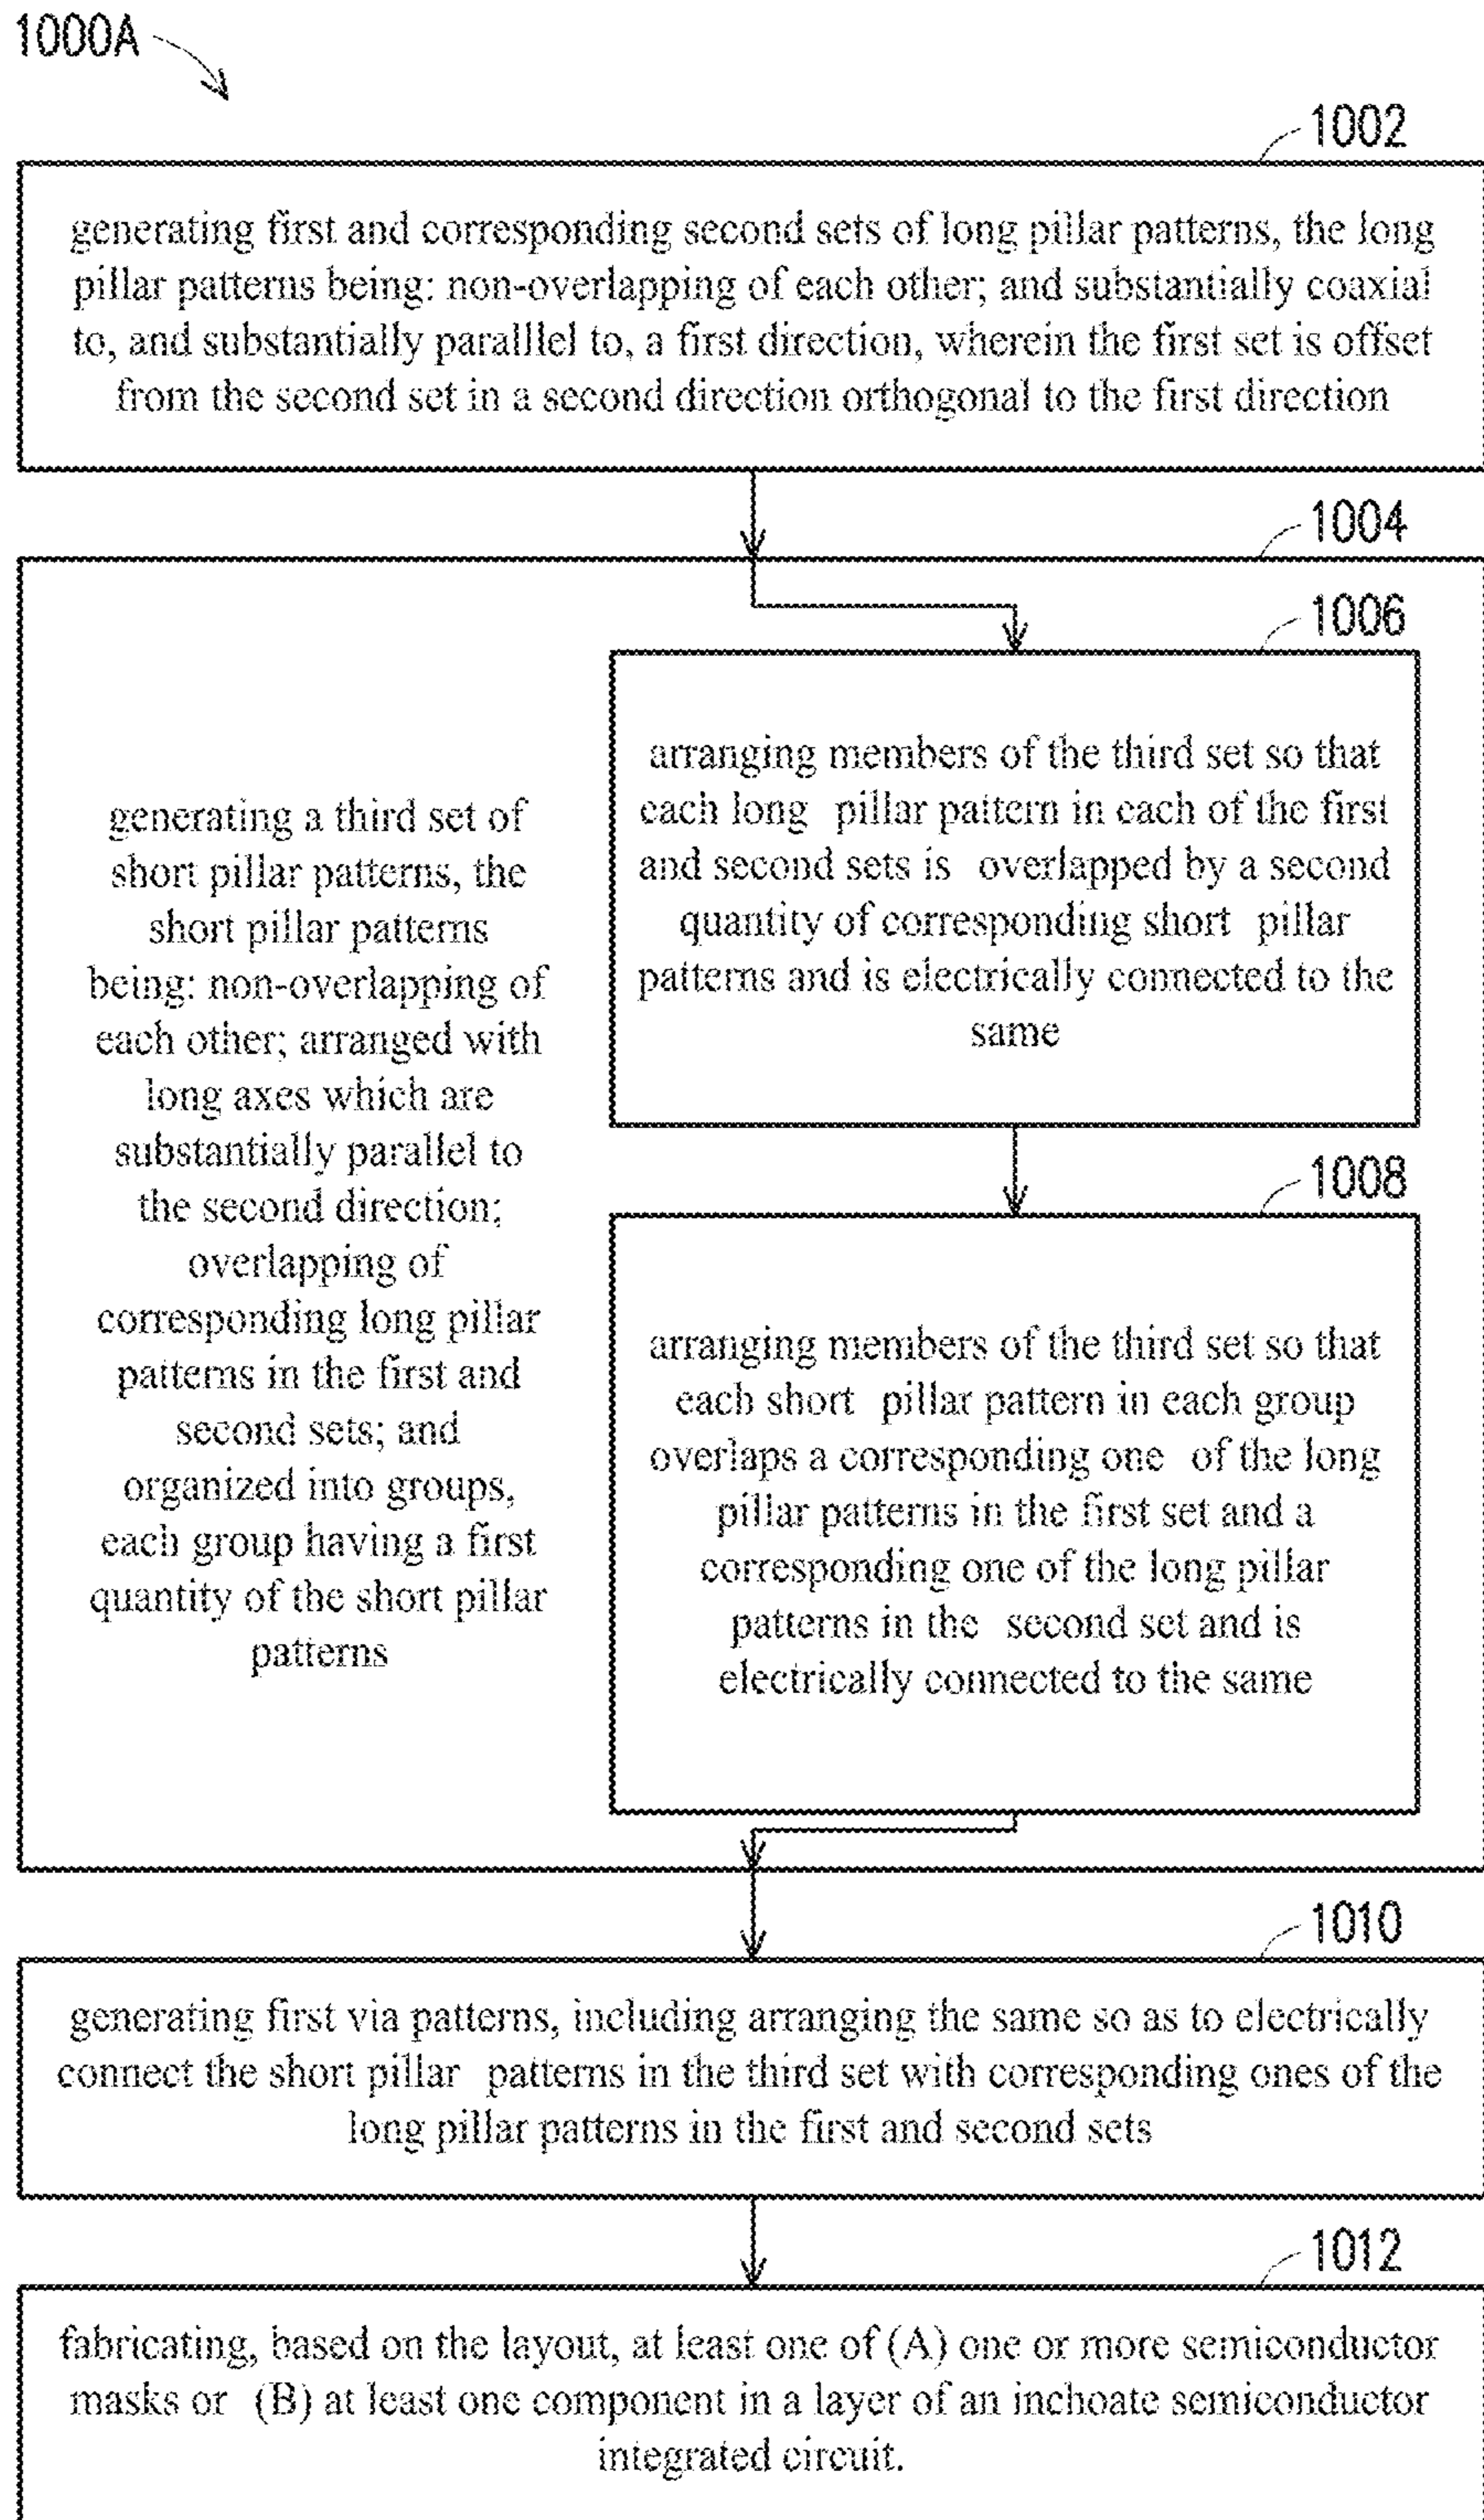 1000A
1002
generating first and corresponding second sets of long pillar patterns, the long
pillar patterns being: non-overlapping of each other; and substantially coaxial
to, and substantially paralllel to, a first direction, wherein the first set is offset
from the second set in a second direction orthogonal to the first direction
1004
generating a third set of
short pillar patterns, the
short pillar patterns
being: non-overlapping of
each other; arranged with
long axes which are
substantially parallel to
the second direction;
overlapping of
corresponding long pillar
patterns in the first and
second sets; and
organized into groups,
each group having a first
quantity of the short pillar
patterns
1006
arranging members of the third set so that
each long pillar pattern in each of the first
and second sets is overlapped by a second
quantity of corresponding short pillar
patterns and is electrically connected to the
same
1008
arranging members of the third set so that
each short pillar pattern in each group
overlaps a corresponding one of the long
pillar patterns in the first set and a
corresponding one of the long pillar
patterns in the second set and is
electrically connected to the same
1010
generating first via patterns, including arranging the same so as to electrically
connect the short pillar patterns in the third set with corresponding ones of the
long pillar patterns in the first and second sets
1012
fabricating, based on the layout, at least one of (A) one or more semiconductor
masks or (B) at least one component in a layer of an inchoate semiconductor
integrated circuit.